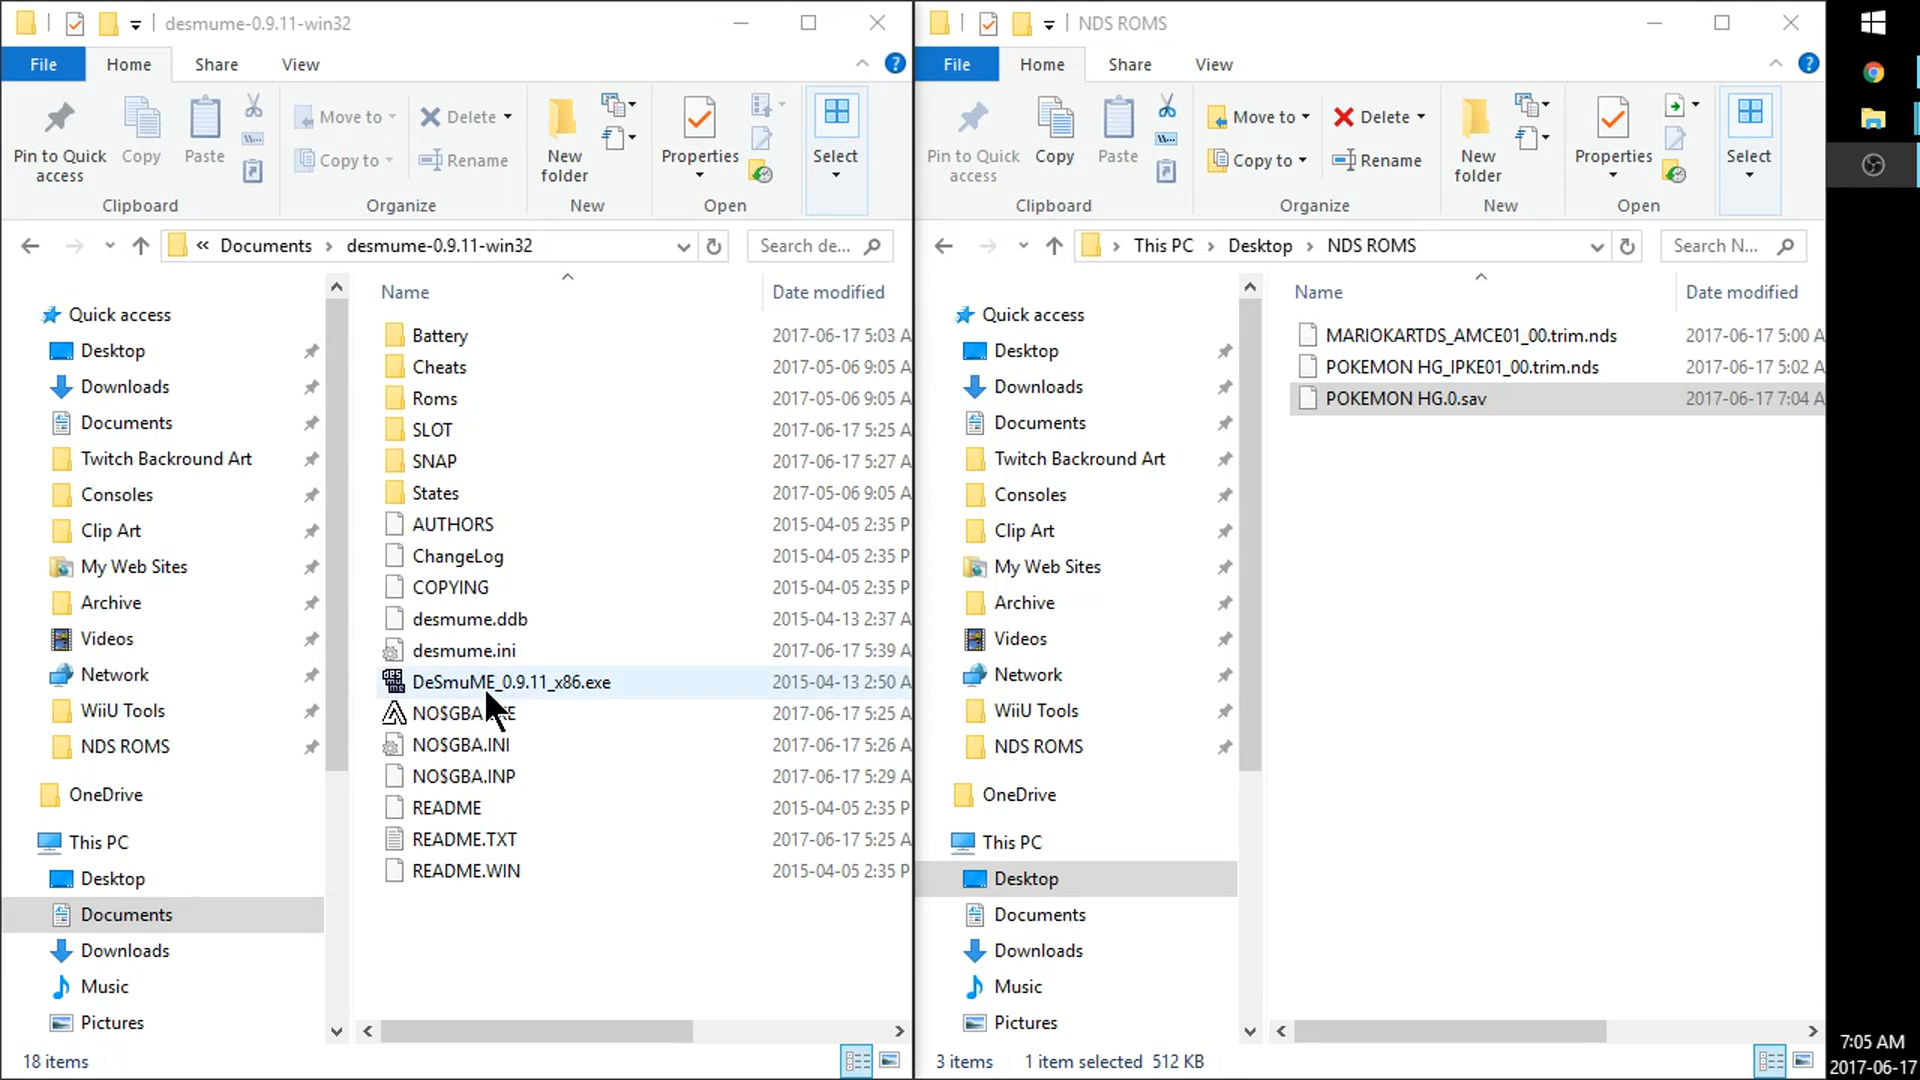 desmume-0.9.11-win32
File Home Share View
Pin to Quick access
Copy
Paste
Move to
Copy to
Delete
Rename
New folder
Properties
Select
Clipboard Organize New Open
« Documents › desmume-0.9.11-win32
Search de...
Quick access
Desktop
Downloads
Documents
Twitch Backround Art
Consoles
Clip Art
My Web Sites
Archive
Videos
Network
WiiU Tools
NDS ROMS
OneDrive
This PC
Desktop
Documents
Downloads
Music
Pictures
Name Date modified
Battery 2017-06-17 5:03 A
Cheats 2017-05-06 9:05 A
Roms 2017-05-06 9:05 A
SLOT 2017-06-17 5:25 A
SNAP 2017-06-17 5:27 A
States 2017-05-06 9:05 A
AUTHORS 2015-04-05 2:35 P
ChangeLog 2015-04-05 2:35 P
COPYING 2015-04-05 2:35 P
desmume.ddb 2015-04-13 2:37 A
desmume.ini 2017-06-17 5:39 A
DeSmuME_0.9.11_x86.exe 2015-04-13 2:50 A
NO$GBA 2017-06-17 5:25 A
NO$GBA.INI 2017-06-17 5:26 A
NO$GBA.INP 2017-06-17 5:29 A
README 2015-04-05 2:35 P
README.TXT 2017-06-17 5:25 A
README.WIN 2015-04-05 2:35 P
18 items
NDS ROMS
File Home Share View
Pin to Quick access
Copy
Paste
Move to
Copy to
Delete
Rename
New folder
Properties
Select
Clipboard Organize New Open
› This PC › Desktop › NDS ROMS
Search N...
Quick access
Desktop
Downloads
Documents
Twitch Backround Art
Consoles
Clip Art
My Web Sites
Archive
Videos
Network
WiiU Tools
NDS ROMS
OneDrive
This PC
Desktop
Documents
Downloads
Music
Pictures
Name Date modified
MARIOKARTDS_AMCE01_00.trim.nds 2017-06-17 5:00 A
POKEMON HG_IPKE01_00.trim.nds 2017-06-17 5:02 A
POKEMON HG.0.sav 2017-06-17 7:04 A
3 items 1 item selected 512 KB
7:05 AM
2017-06-17